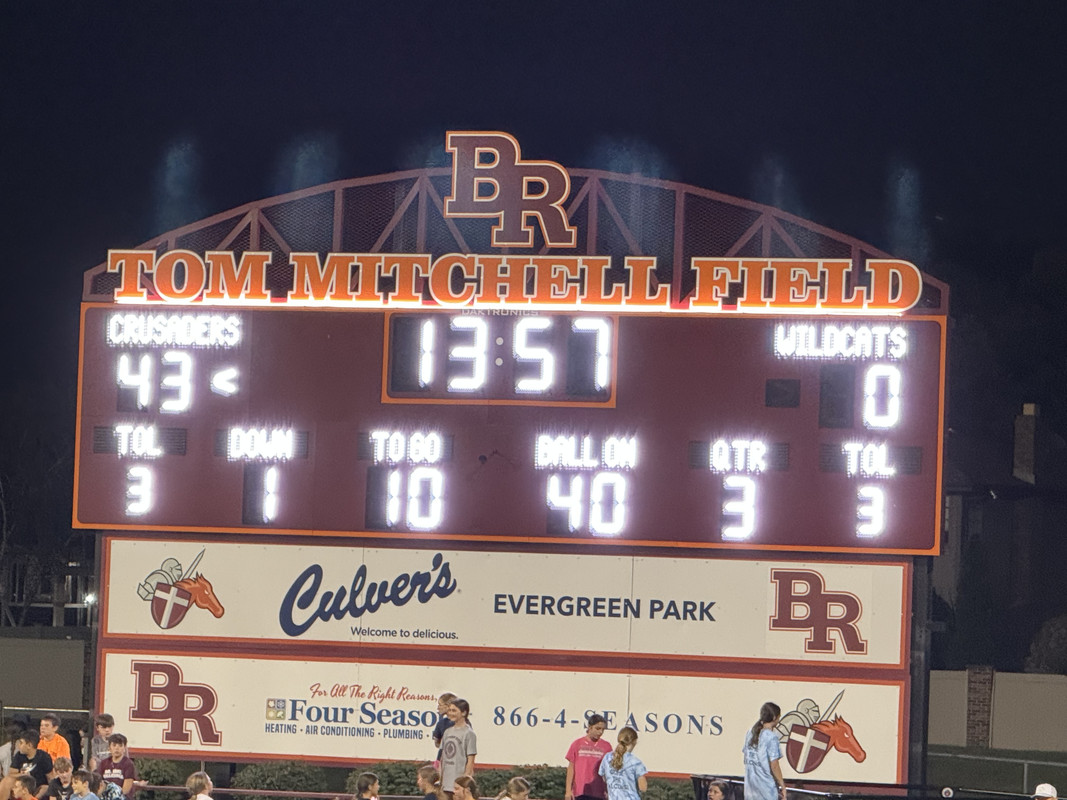 BR
TOM MITCHELL FIELD
DAKTRONICS
CRUSADERS 13:57 WILDCATS
43 < 0
TOL DOWN TO GO BALL ON QTR TOL
3 1 10 40 3 3
Culver's EVERGREEN PARK BR
Welcome to delicious.
BR For All The Right Reasons.
Four Seaso 866-4-SEASONS
HEATING · AIR CONDITIONING · PLUMBING ·